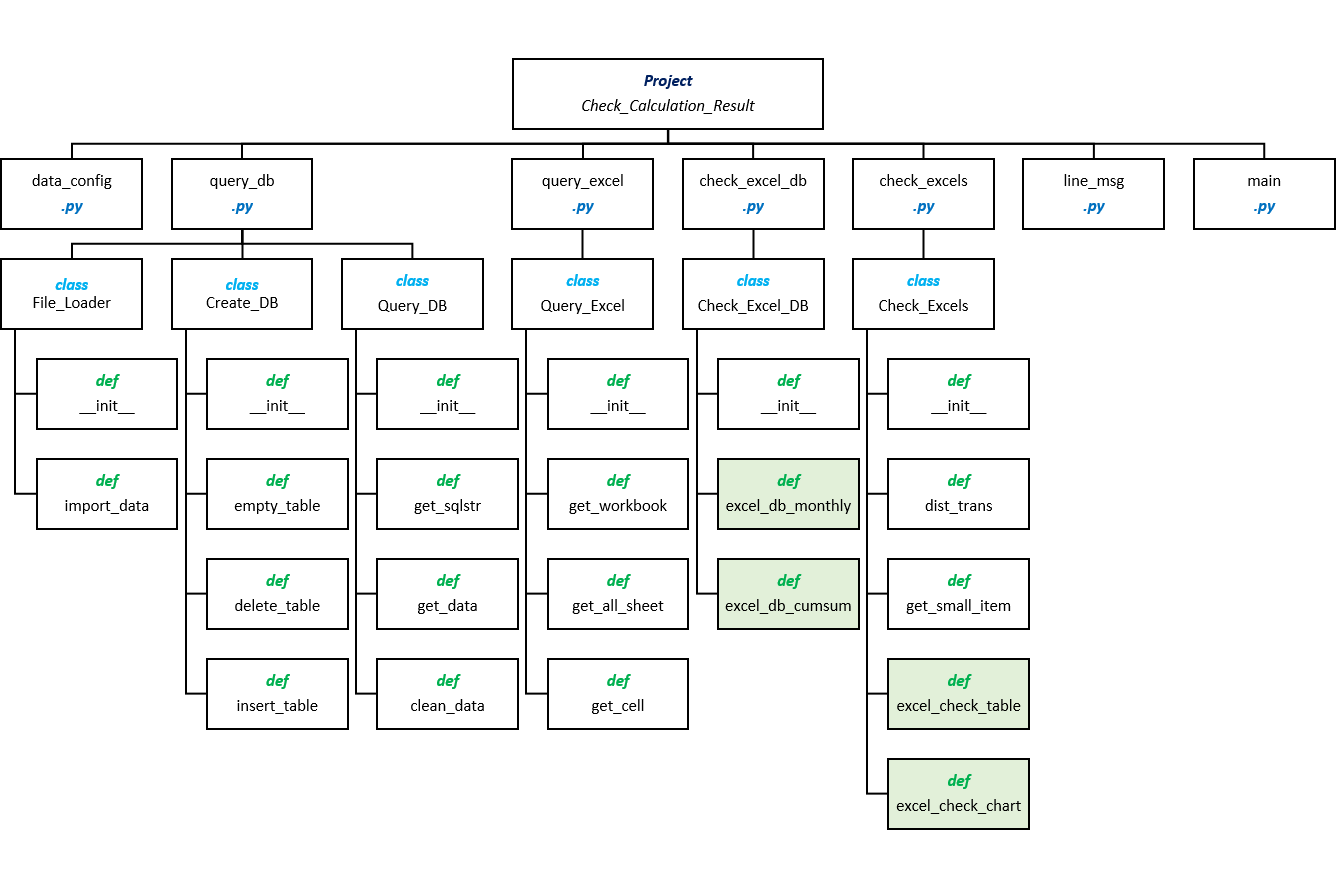 Project
Check_Calculation_Result
data_config
.py
query_db
.py
query_excel
.py
check_excel_db
.py
check_excels
.py
line_msg
.py
main
.py
class
File_Loader
class
Create_DB
class
Query_DB
class
Query_Excel
class
Check_Excel_DB
class
Check_Excels
def
__init__
def
__init__
def
__init__
def
__init__
def
__init__
def
__init__
def
import_data
def
empty_table
def
get_sqlstr
def
get_workbook
def
excel_db_monthly
def
dist_trans
def
delete_table
def
get_data
def
get_all_sheet
def
excel_db_cumsum
def
get_small_item
def
insert_table
def
clean_data
def
get_cell
def
excel_check_table
def
excel_check_chart